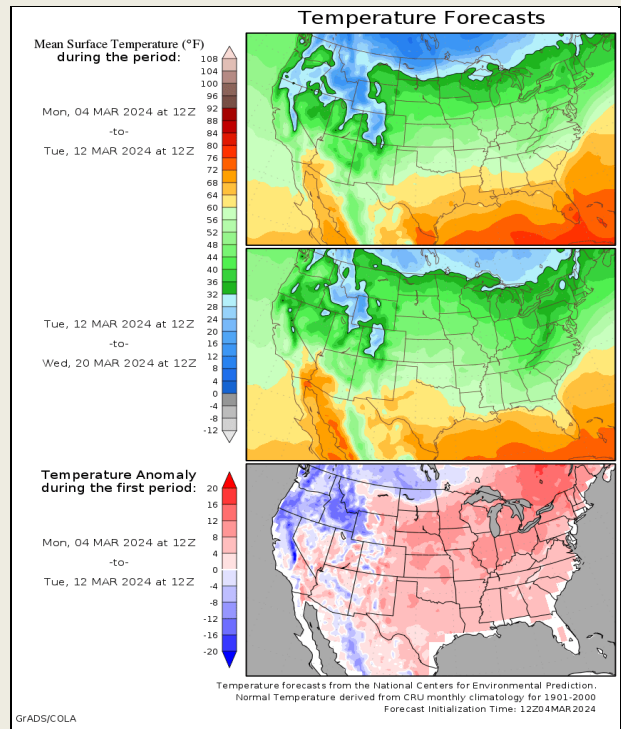 Temperature Forecasts
Mean Surface Temperature (°F)
during the period:
Mon, 04 MAR 2024 at 12Z
-to-
Tue, 12 MAR 2024 at 12Z
108
104
100
96
92
88
84
80
76
72
68
64
60
56
52
48
44
40
36
32
28
24
20
16
12
8
4
0
-4
-8
-12
Tue, 12 MAR 2024 at 12Z
-to-
Wed, 20 MAR 2024 at 12Z
Temperature Anomaly
during the first period:
Mon, 04 MAR 2024 at 12Z
-to-
Tue, 12 MAR 2024 at 12Z
20
16
12
8
4
0
-4
-8
-12
-16
-20
Temperature forecasts from the National Centers for Environmental Prediction.
Normal Temperature derived from CRU monthly climatology for 1901-2000
Forecast Initialization Time: 12Z04MAR2024
GrADS/COLA